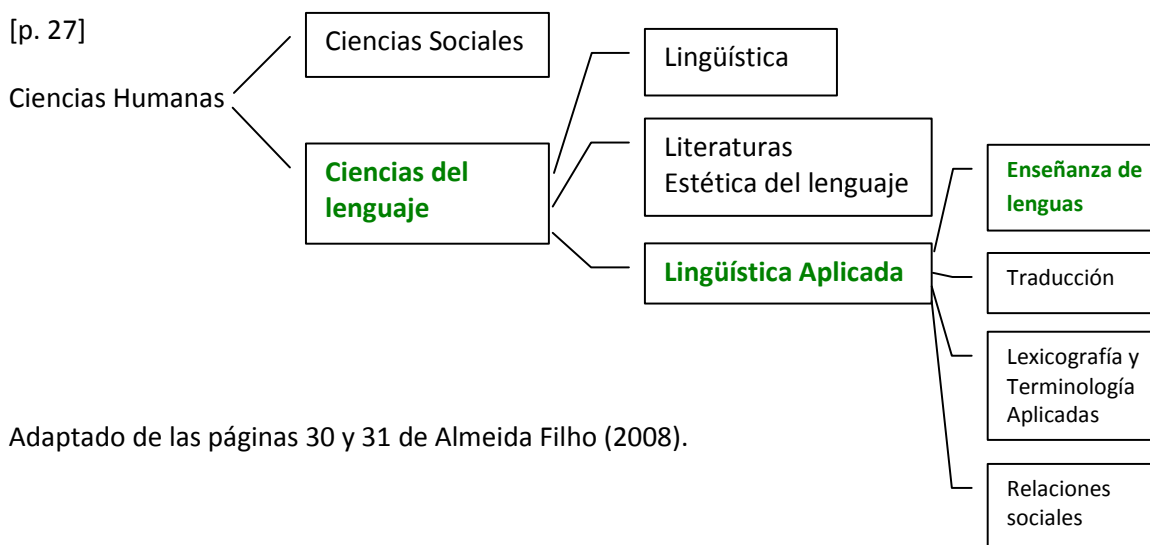 [p. 27]
Ciencias Humanas
Ciencias Sociales
Ciencias del
lenguaje
Lingüística
Literaturas
Estética del lenguaje
Lingüística Aplicada
Enseñanza de
lenguas
Traducción
Lexicografía y
Terminología
Aplicadas
Relaciones
sociales
Adaptado de las páginas 30 y 31 de Almeida Filho (2008).